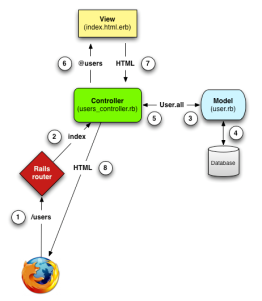 View
(index.html.erb)
6
@users
HTML
7
Controller
(users_controller.rb)
User.all
Model
(user.rb)
5
3
2
index
4
Rails
router
HTML
8
Database
1
/users